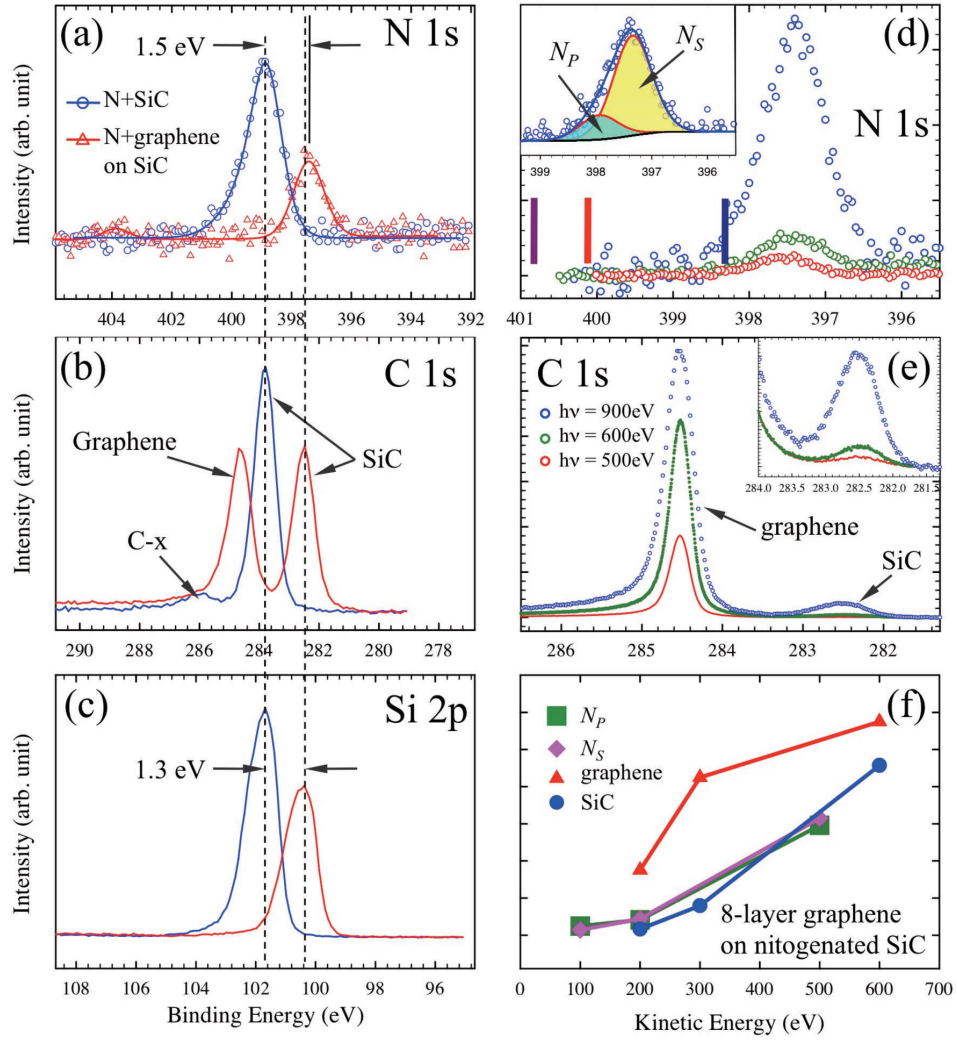 (a)
N 1s
1.5 eV
N+SiC
N+graphene
on SiC
Intensity (arb. unit)
404 402 400 398 396 394 392
(b)
C 1s
Graphene
SiC
C-x
Intensity (arb. unit)
290 288 286 284 282 280 278
(c)
Si 2p
1.3 eV
Intensity (arb. unit)
108 106 104 102 100 98 96
Binding Energy (eV)
(d)
N 1s
N_P
N_S
399 398 397 396
401 400 399 398 397 396
C 1s
(e)
hν = 900eV
hν = 600eV
hν = 500eV
284.0 283.5 283.0 282.5 282.0 281.5
graphene
SiC
286 285 284 283 282
(f)
N_P
N_S
graphene
SiC
8-layer graphene
on nitogenated SiC
0 100 200 300 400 500 600 700
Kinetic Energy (eV)